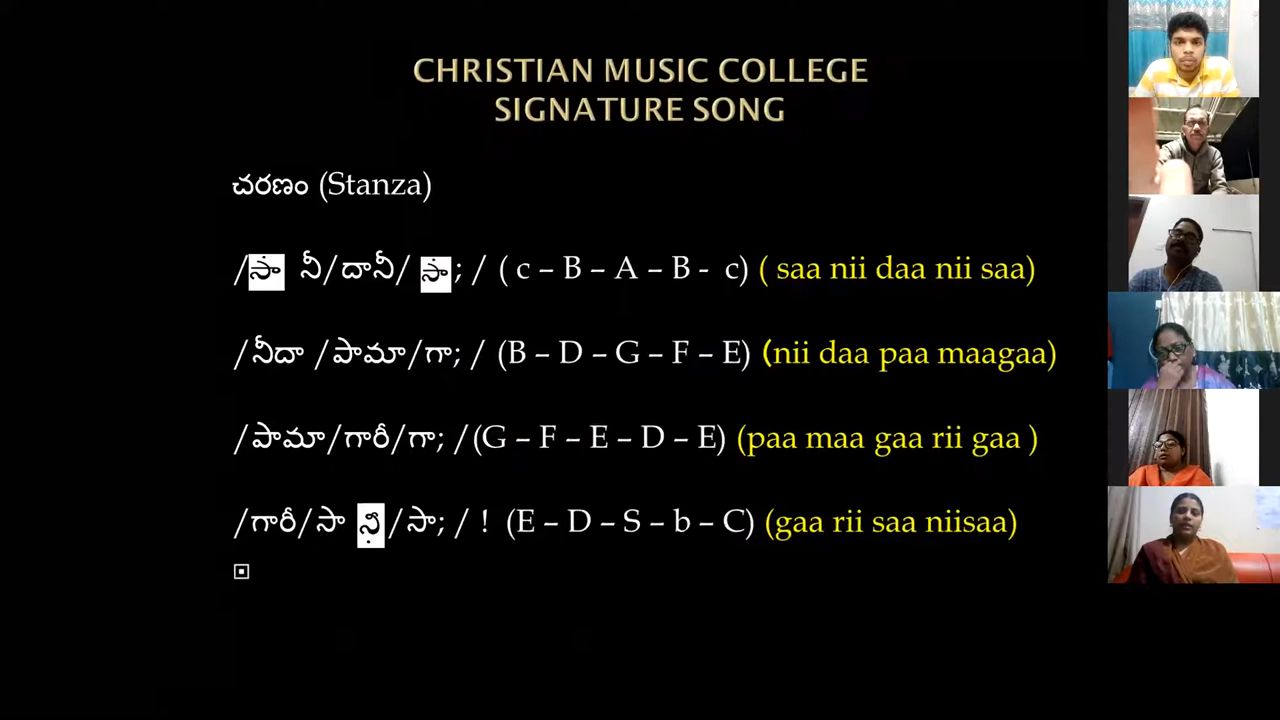 CHRISTIAN MUSIC COLLEGE
SIGNATURE SONG
చరణం (Stanza)
/సా నీ/దానీ/ సా; / ( c – B – A – B - c) ( saa nii daa nii saa)
/నీదా /పామా/గా; / (B – D – G – F – E) (nii daa paa maagaa)
/పామా/గారీ/గా; /(G – F – E – D – E) (paa maa gaa rii gaa )
/గారీ/సా నీ/సా; / ! (E – D – S – b – C) (gaa rii saa niisaa)